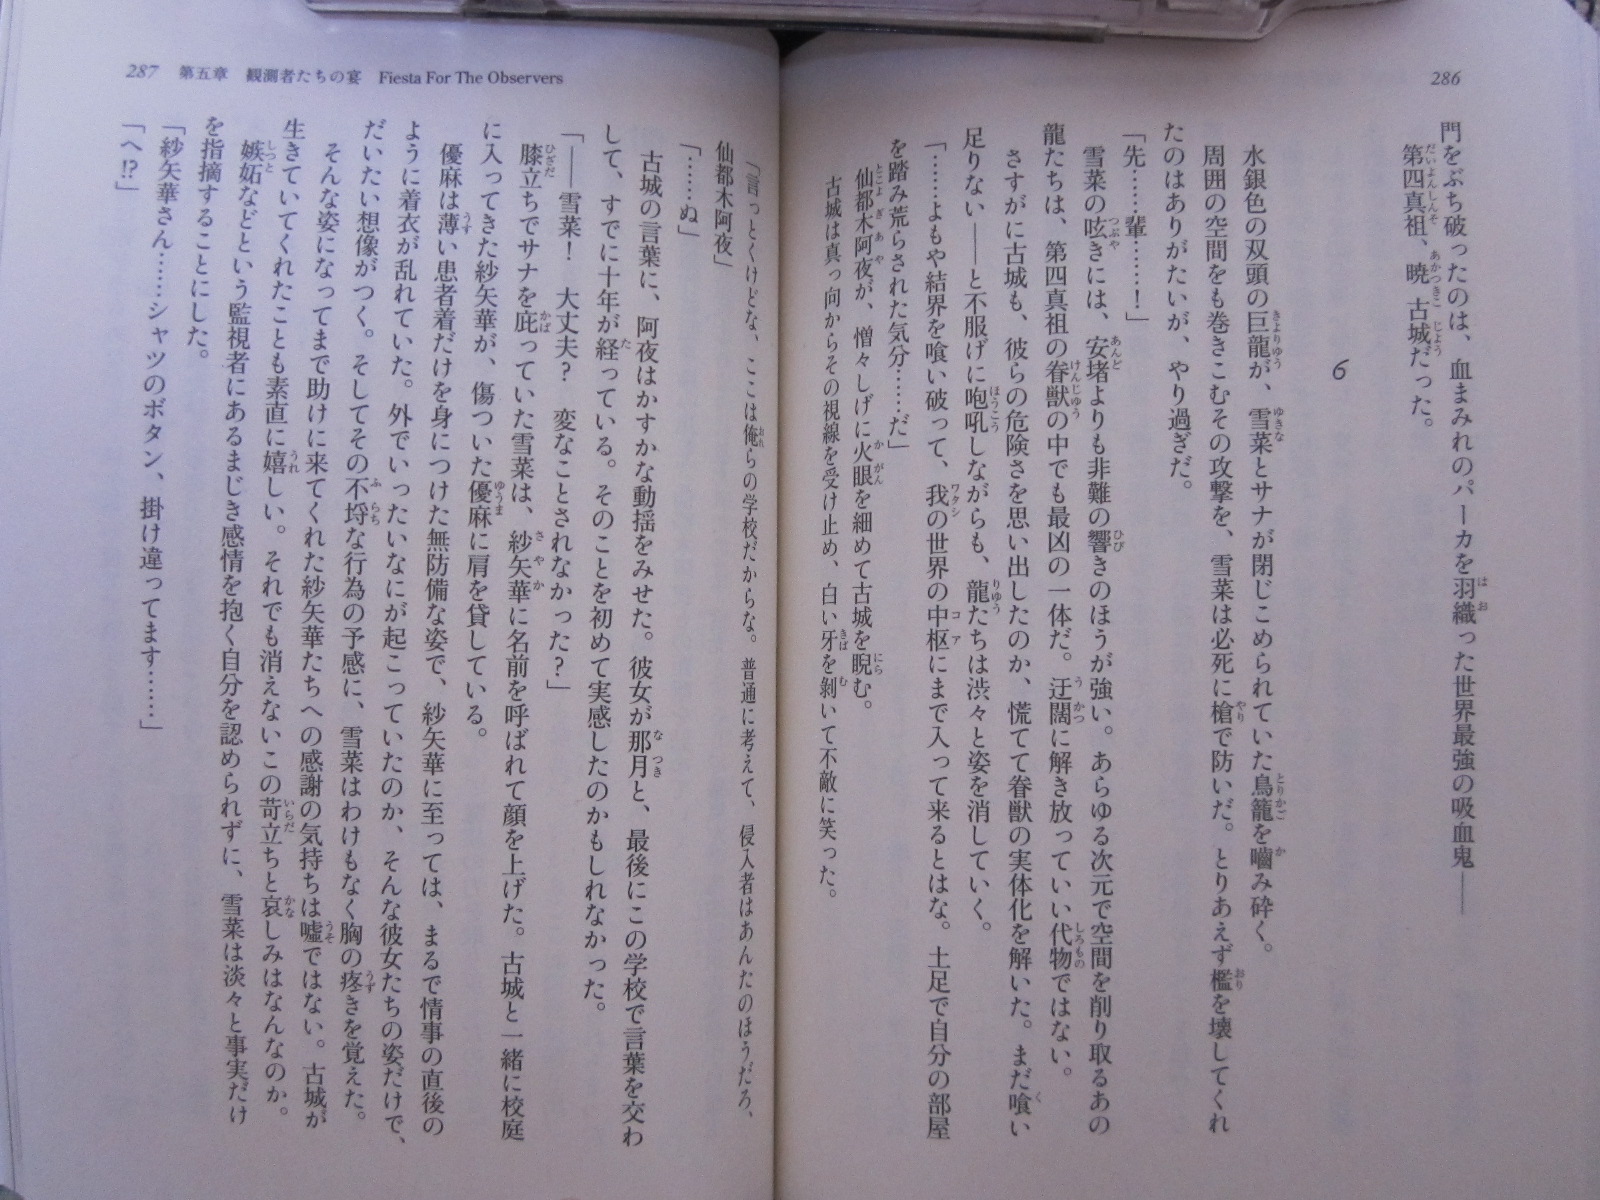 286
門をぶち破ったのは、血まみれのパーカを羽織った世界最強の吸血鬼――
第四真祖、暁 古城だった。
6
水銀色の双頭の巨龍が、雪菜とサナが閉じこめられていた鳥籠を嚙み砕く。
周囲の空間をも巻きこむその攻撃を、雪菜は必死に槍で防いだ。とりあえず檻を壊してくれ
たのはありがたいが、やり過ぎだ。
「先……輩……！」
雪菜の呟きには、安堵よりも非難の響きのほうが強い。あらゆる次元で空間を削り取るあの
龍たちは、第四真祖の眷獣の中でも最凶の一体だ。迂闊に解き放っていい代物ではない。
さすがに古城も、彼らの危険さを思い出したのか、慌てて眷獣の実体化を解いた。まだ喰い
足りない――と不服げに咆吼しながらも、龍たちは渋々と姿を消していく。
「……よもや結界を喰い破って、我の世界の中枢にまで入って来るとはな。土足で自分の部屋
を踏み荒らされた気分……だ」
仙都木阿夜が、憎々しげに火眼を細めて古城を睨む。
古城は真っ向からその視線を受け止め、白い牙を剝いて不敵に笑った。
287 第五章 観測者たちの宴 Fiesta For The Observers
「言っとくけどな、ここは俺らの学校だからな。普通に考えて、侵入者はあんたのほうだろ、
仙都木阿夜」
「……ぬ」
古城の言葉に、阿夜はかすかな動揺をみせた。彼女が那月と、最後にこの学校で言葉を交わ
して、すでに十年が経っている。そのことを初めて実感したのかもしれなかった。
「――雪菜！ 大丈夫？ 変なことされなかった？」
膝立ちでサナを庇っていた雪菜は、紗矢華に名前を呼ばれて顔を上げた。古城と一緒に校庭
に入ってきた紗矢華が、傷ついた優麻に肩を貸している。
優麻は薄い患者着だけを身につけた無防備な姿で、紗矢華に至っては、まるで情事の直後の
ように着衣が乱れていた。外でいったいなにが起こっていたのか、そんな彼女たちの姿だけで、
だいたい想像がつく。そしてその不埒な行為の予感に、雪菜はわけもなく胸の疼きを覚えた。
そんな姿になってまで助けに来てくれた紗矢華たちへの感謝の気持ちは嘘ではない。古城が
生きていてくれたことも素直に嬉しい。それでも消えないこの苛立ちと哀しみはなんなのか。
嫉妬などという監視者にあるまじき感情を抱く自分を認められずに、雪菜は淡々と事実だけ
を指摘することにした。
「紗矢華さん……シャツのボタン、掛け違ってます……」
「へ!?」